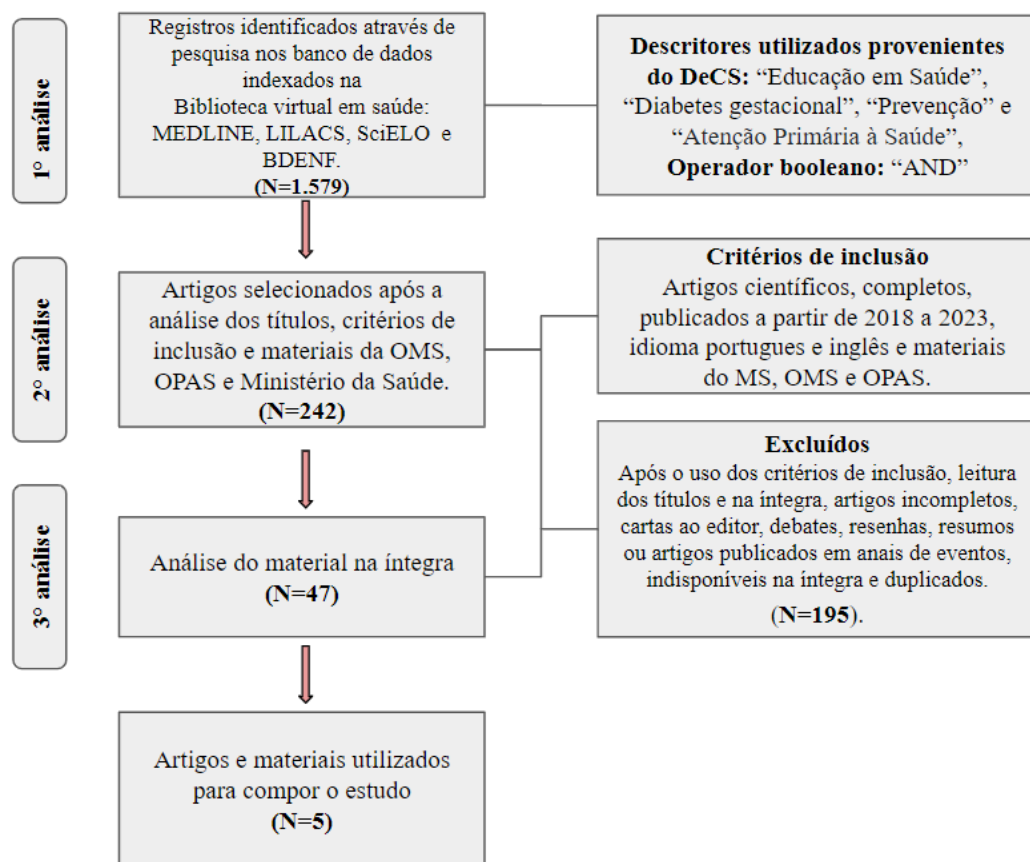 1° análise
Registros identificados através de
pesquisa nos banco de dados
indexados na
Biblioteca virtual em saúde:
MEDLINE, LILACS, SciELO e
BDENF.
(N=1.579)
Descritores utilizados provenientes
do DeCS: “Educação em Saúde”,
“Diabetes gestacional”, “Prevenção” e
“Atenção Primária à Saúde”,
Operador booleano: “AND”
2° análise
Artigos selecionados após a
análise dos títulos, critérios de
inclusão e materiais da OMS,
OPAS e Ministério da Saúde.
(N=242)
Critérios de inclusão
Artigos científicos, completos,
publicados a partir de 2018 a 2023,
idioma portugues e inglês e materiais
do MS, OMS e OPAS.
Excluídos
Após o uso dos critérios de inclusão, leitura
dos títulos e na íntegra, artigos incompletos,
cartas ao editor, debates, resenhas, resumos
ou artigos publicados em anais de eventos,
indisponíveis na íntegra e duplicados.
(N=195).
3° análise
Análise do material na íntegra
(N=47)
Artigos e materiais utilizados
para compor o estudo
(N=5)